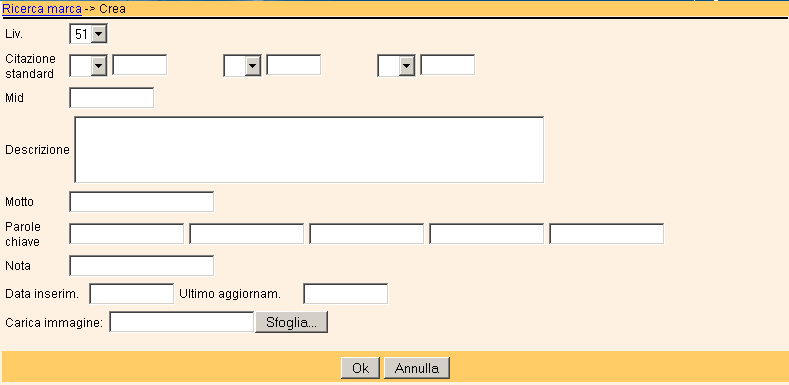 Ricerca marca -> Crea
Liv. 51
Citazione
standard
Mid
Descrizione
Motto
Parole
chiave
Nota
Data inserim. Ultimo aggiornam.
Carica immagine: Sfoglia...
Ok Annulla